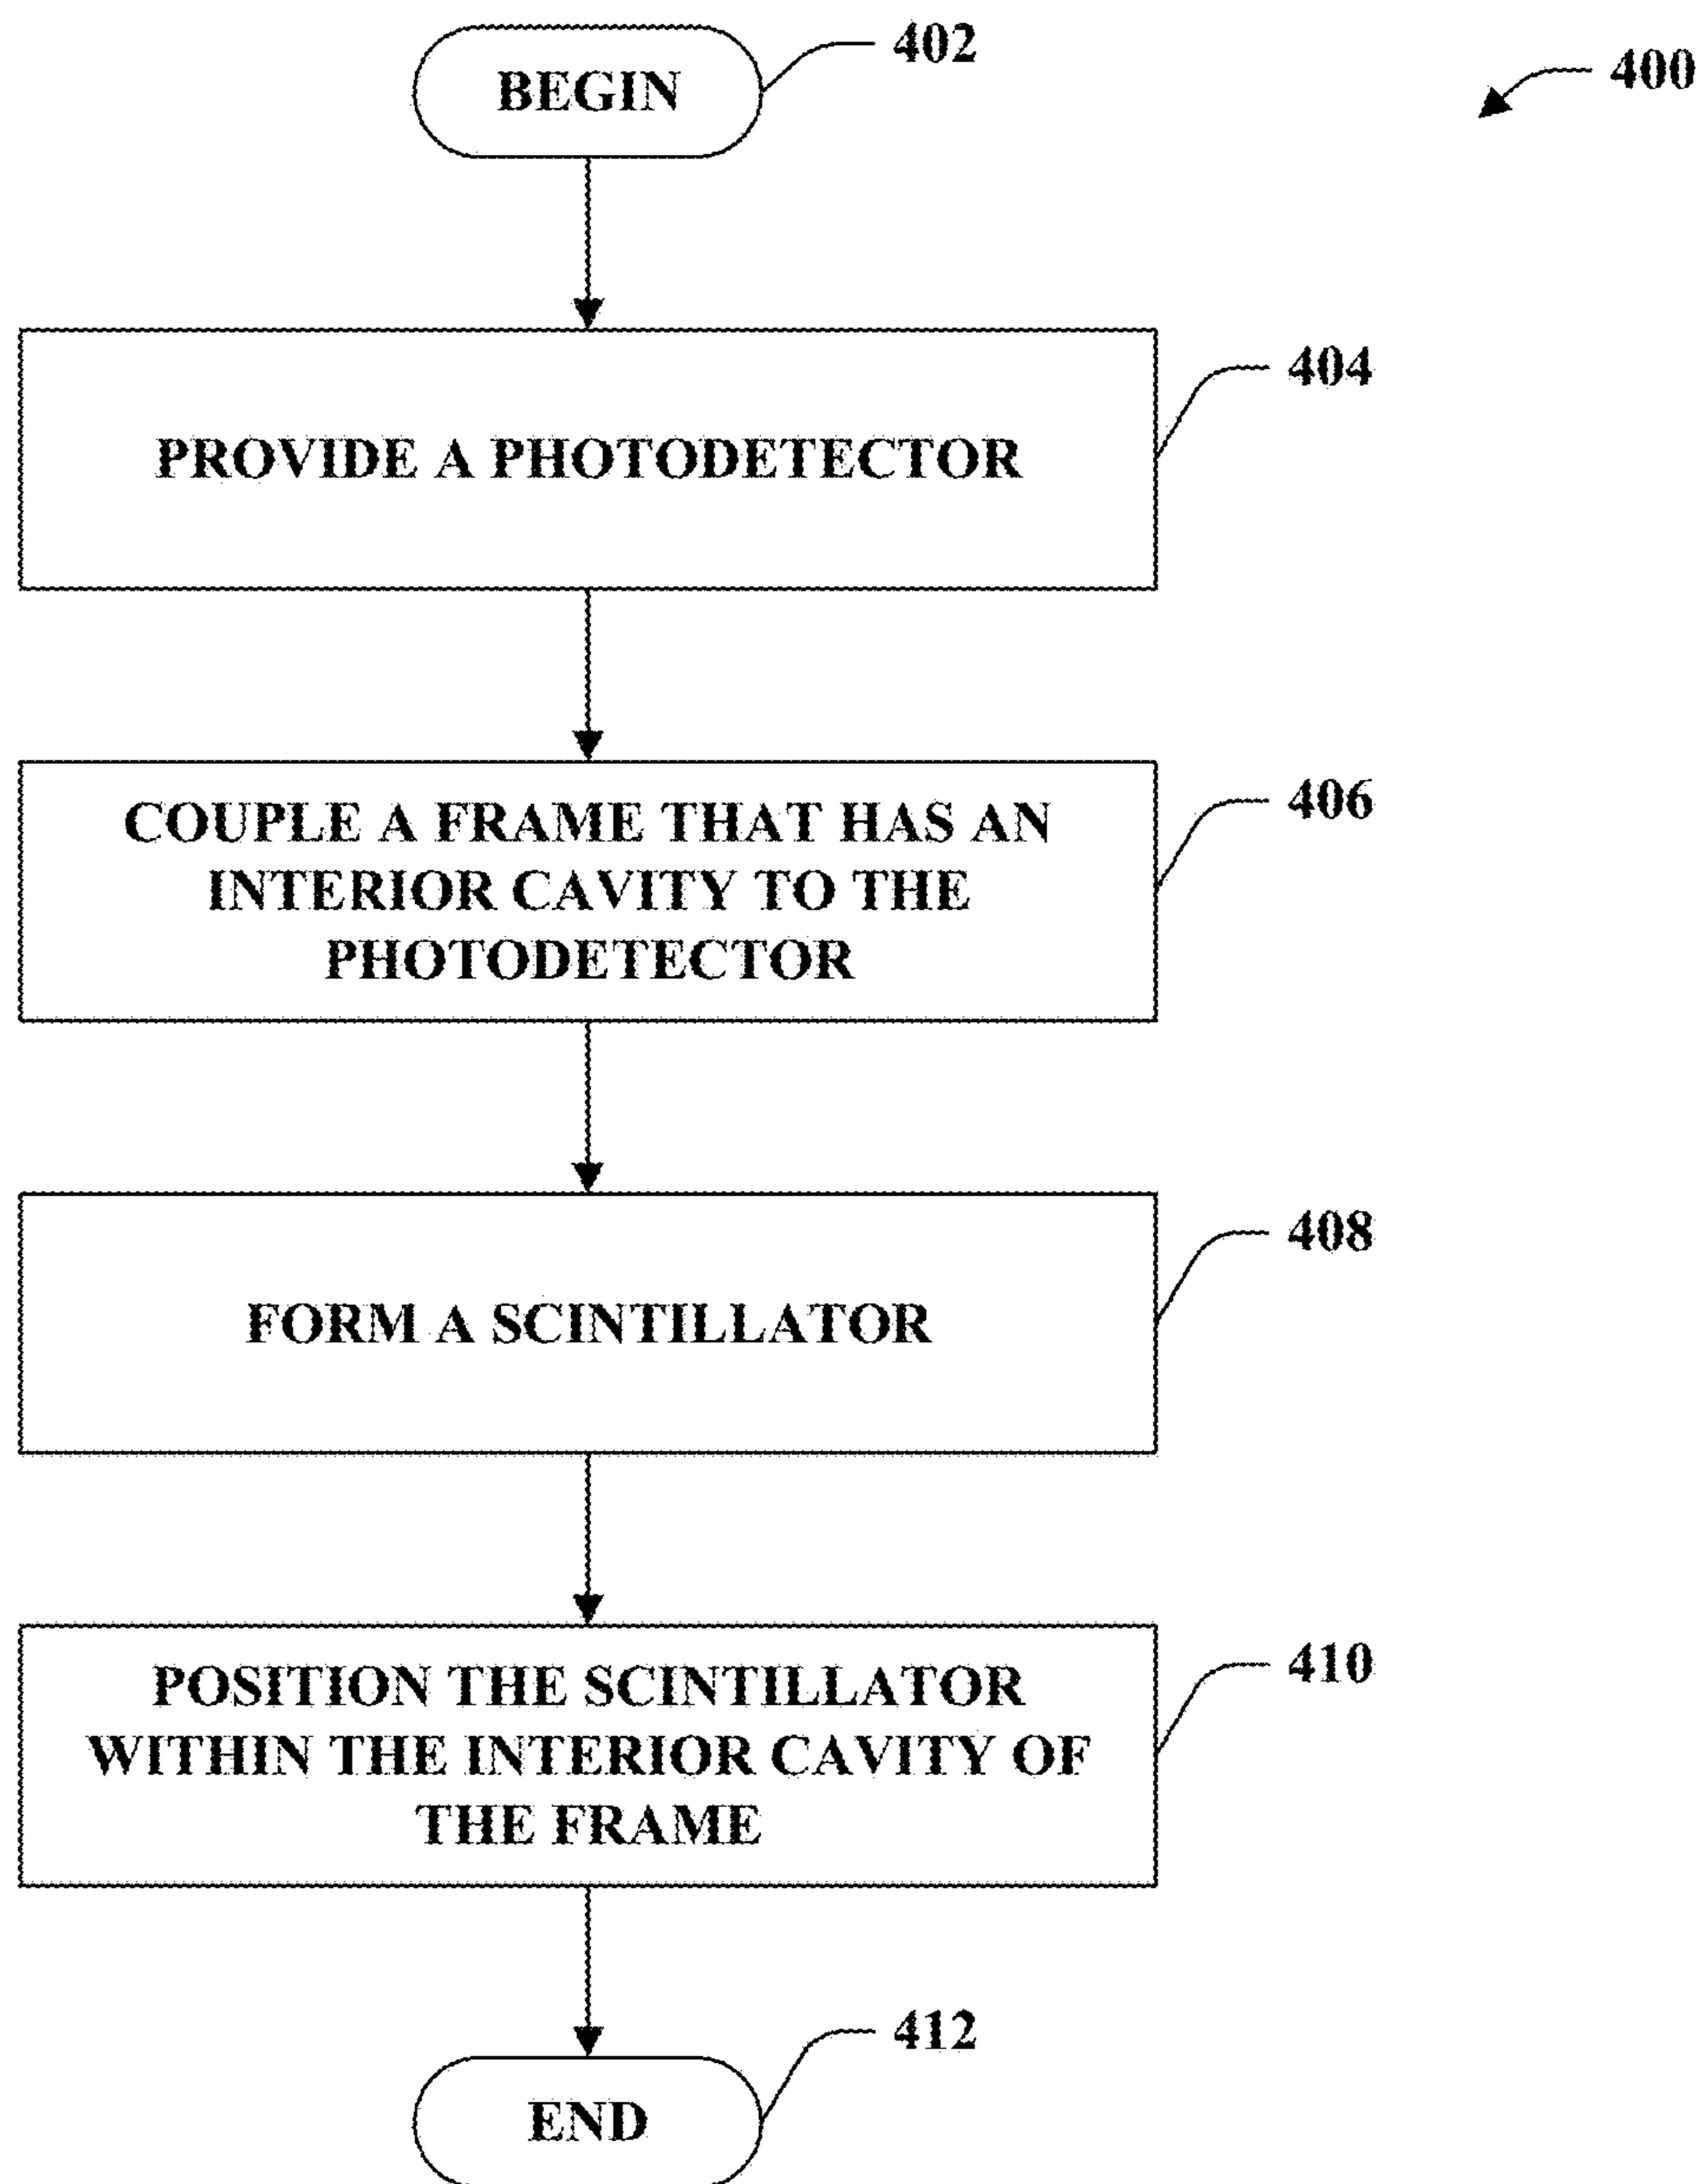 BEGIN
402
400
PROVIDE A PHOTODETECTOR
404
COUPLE A FRAME THAT HAS AN
INTERIOR CAVITY TO THE
PHOTODETECTOR
406
FORM A SCINTILLATOR
408
POSITION THE SCINTILLATOR
WITHIN THE INTERIOR CAVITY OF
THE FRAME
410
END
412